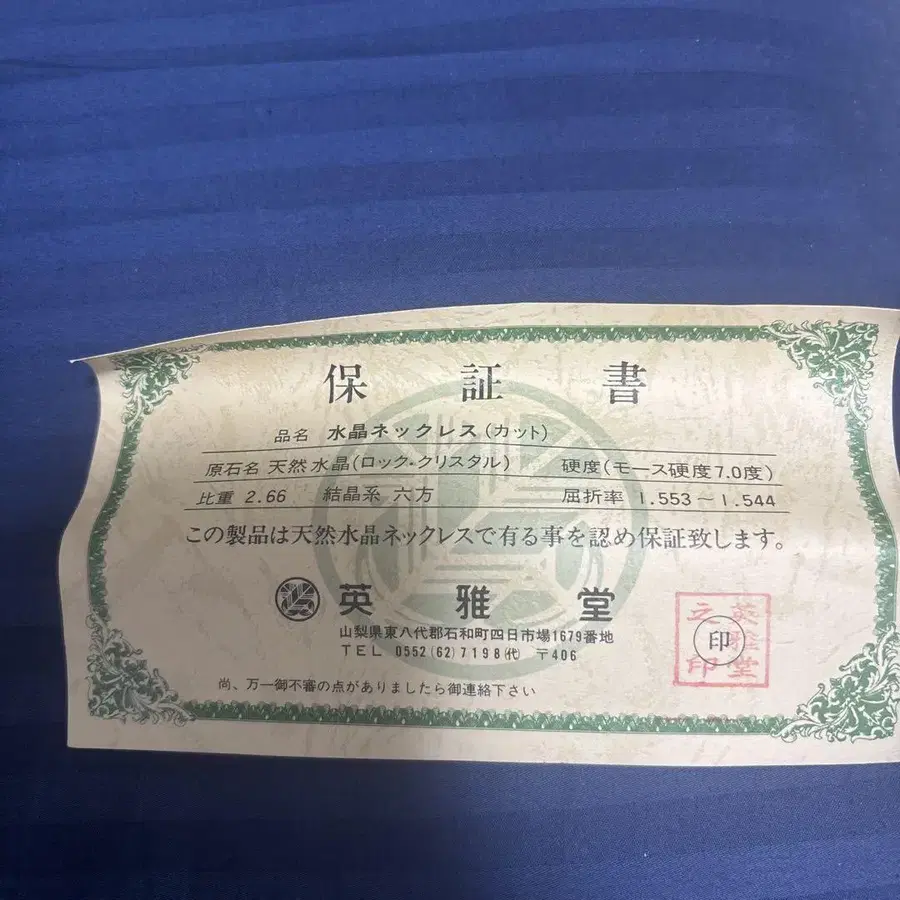 保証書
品名 水晶ネックレス(カット)
原石名 天然水晶(ロック・クリスタル) 硬度(モース硬度7.0度)
比重 2.66 結晶系 六方 屈折率 1.553〜1.544
この製品は天然水晶ネックレスで有る事を認め保証致します。
英雅堂
山梨県東八代郡石和町四日市場1679番地
TEL 0552(62)7198(代) 〒406
英雅堂之印
印
尚、万一御不審の点がありましたら御連絡下さい